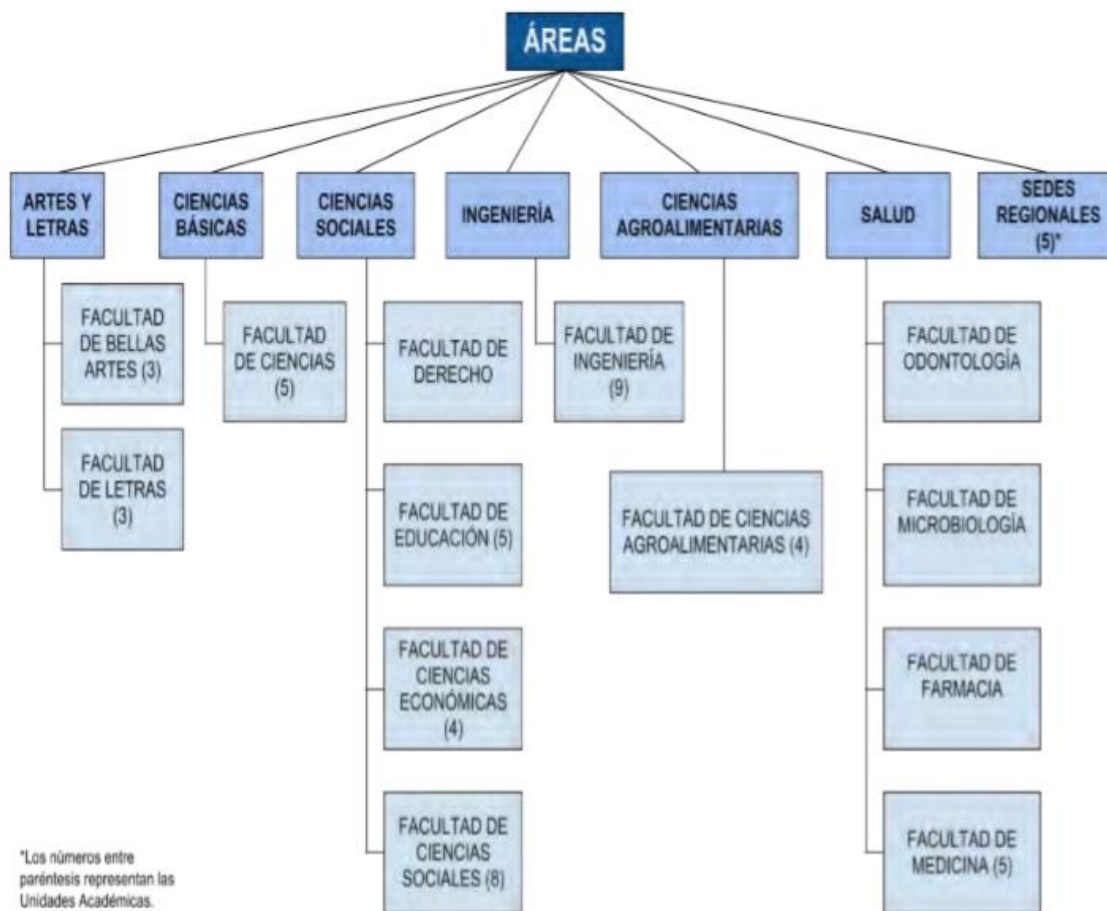 ÁREAS
ARTES Y
LETRAS
CIENCIAS
BÁSICAS
CIENCIAS
SOCIALES
INGENIERÍA
CIENCIAS
AGROALIMENTARIAS
SALUD
SEDES
REGIONALES
(5)*
FACULTAD
DE BELLAS
ARTES (3)
FACULTAD
DE LETRAS
(3)
FACULTAD
DE CIENCIAS
(5)
FACULTAD DE
DERECHO
FACULTAD DE
EDUCACIÓN (5)
FACULTAD DE
CIENCIAS
ECONÓMICAS
(4)
FACULTAD DE
CIENCIAS
SOCIALES (8)
FACULTAD DE
INGENIERÍA
(9)
FACULTAD DE CIENCIAS
AGROALIMENTARIAS (4)
FACULTAD DE
ODONTOLOGÍA
FACULTAD DE
MICROBIOLOGÍA
FACULTAD DE
FARMACIA
FACULTAD DE
MEDICINA (5)
*Los números entre
paréntesis representan las
Unidades Académicas.